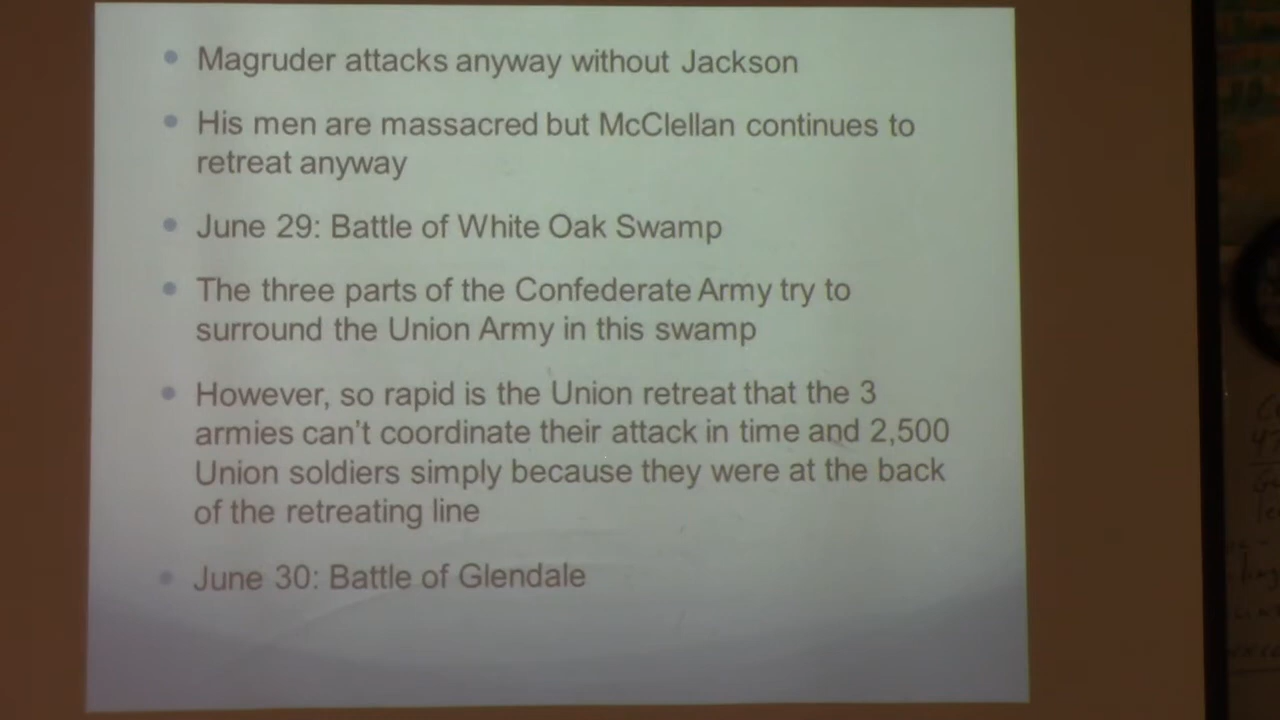 Magruder attacks anyway without Jackson
His men are massacred but McClellan continues to
retreat anyway
June 29: Battle of White Oak Swamp
The three parts of the Confederate Army try to
surround the Union Army in this swamp
However, so rapid is the Union retreat that the 3
armies can't coordinate their attack in time and 2,500
Union soldiers simply because they were at the back
of the retreating line
June 30: Battle of Glendale